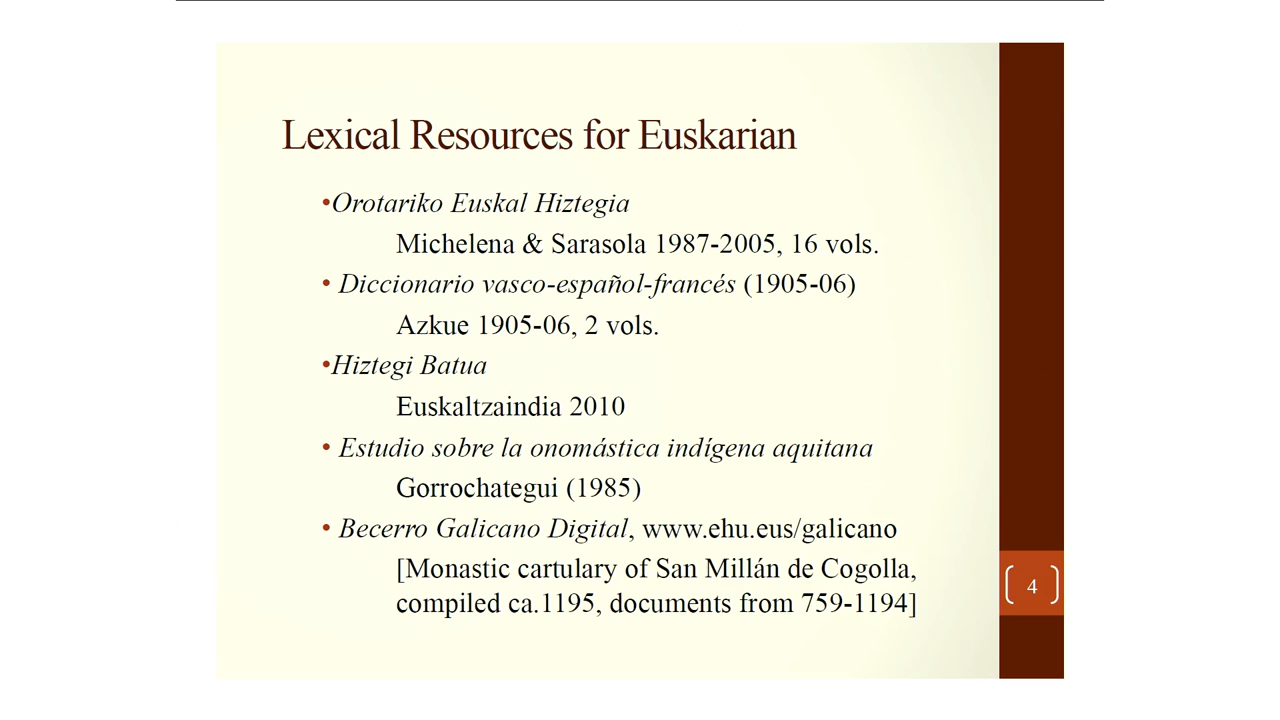 Lexical Resources for Euskarian
•Orotariko Euskal Hiztegia
Michelena & Sarasola 1987-2005, 16 vols.
• Diccionario vasco-español-francés (1905-06)
Azkue 1905-06, 2 vols.
•Hiztegi Batua
Euskaltzaindia 2010
• Estudio sobre la onomástica indígena aquitana
Gorrochategui (1985)
• Becerro Galicano Digital, www.ehu.eus/galicano
[Monastic cartulary of San Millán de Cogolla,
compiled ca.1195, documents from 759-1194]
4